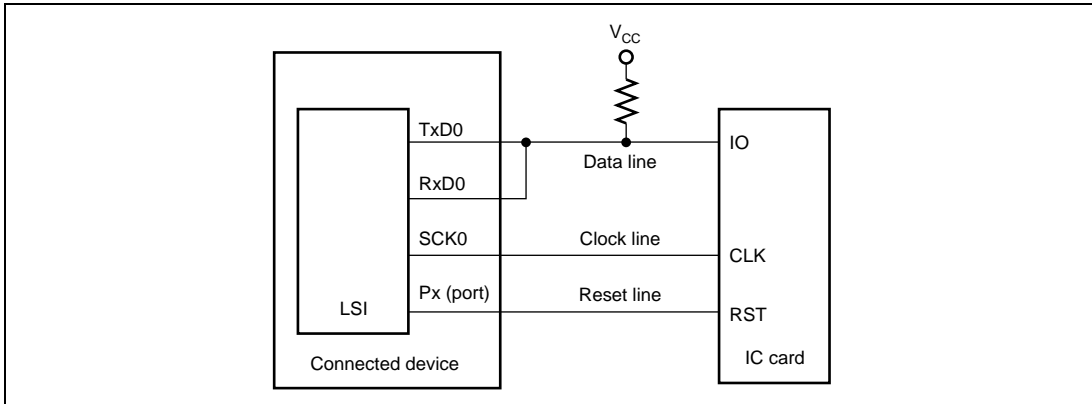 V_CC
TxD0
IO
Data line
RxD0
SCK0
Clock line
CLK
Px (port)
Reset line
LSI
RST
Connected device
IC card